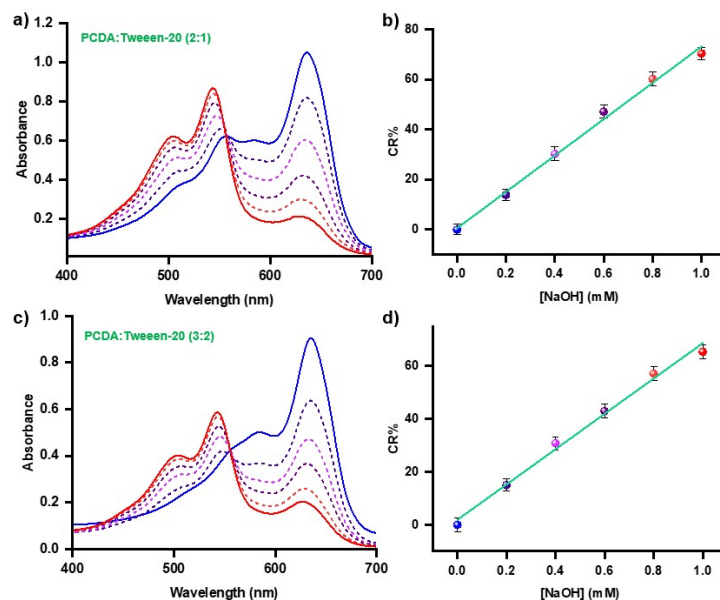 a)
PCDA:Tweeen-20 (2:1)
1.2
1.0
0.8
0.6
0.4
0.2
Absorbance
400 500 600 700
Wavelength (nm)
b)
80
60
40
20
0
CR%
0.0 0.2 0.4 0.6 0.8 1.0
[NaOH] (mM)
c)
PCDA:Tweeen-20 (3:2)
1.0
0.8
0.6
0.4
0.2
0.0
Absorbance
400 500 600 700
Wavelength (nm)
d)
60
40
20
0
CR%
0.0 0.2 0.4 0.6 0.8 1.0
[NaOH] (mM)